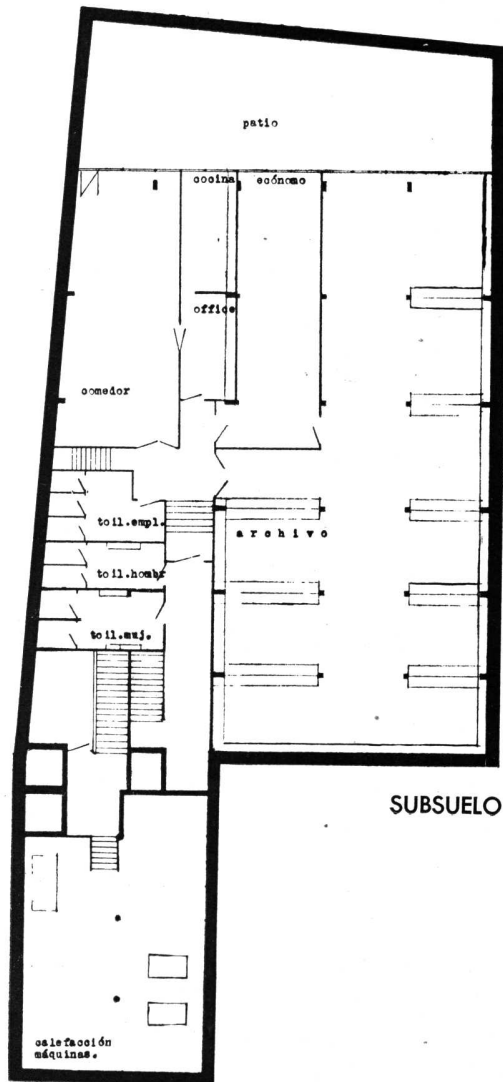 patio
cocina
ecónomo
office
comedor
toil.empl.
archivo
toil.hombr
toil.muj.
SUBSUELO
calefacción
máquinas.